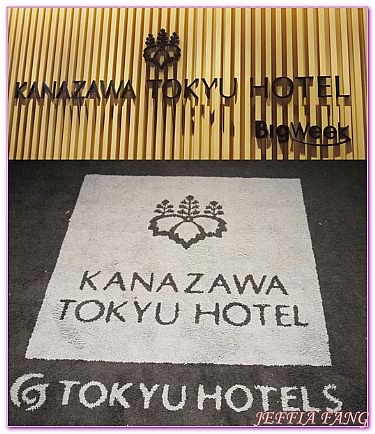 KANAZAWA TOKYU HOTEL
BigWeek
KANAZAWA
TOKYU HOTEL
TOKYU HOTELS
JEFFIA FANG